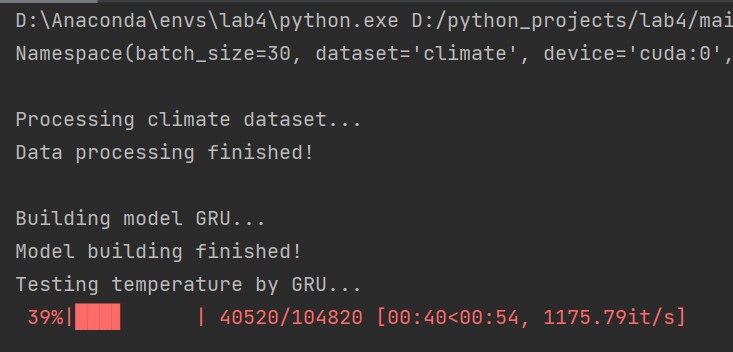 D:\Anaconda\envs\lab4\python.exe D:/python_projects/lab4/mai
Namespace(batch_size=30, dataset='climate', device='cuda:0',
Processing climate dataset...
Data processing finished!
Building model GRU...
Model building finished!
Testing temperature by GRU...
39%|████      | 40520/104820 [00:40<00:54, 1175.79it/s]